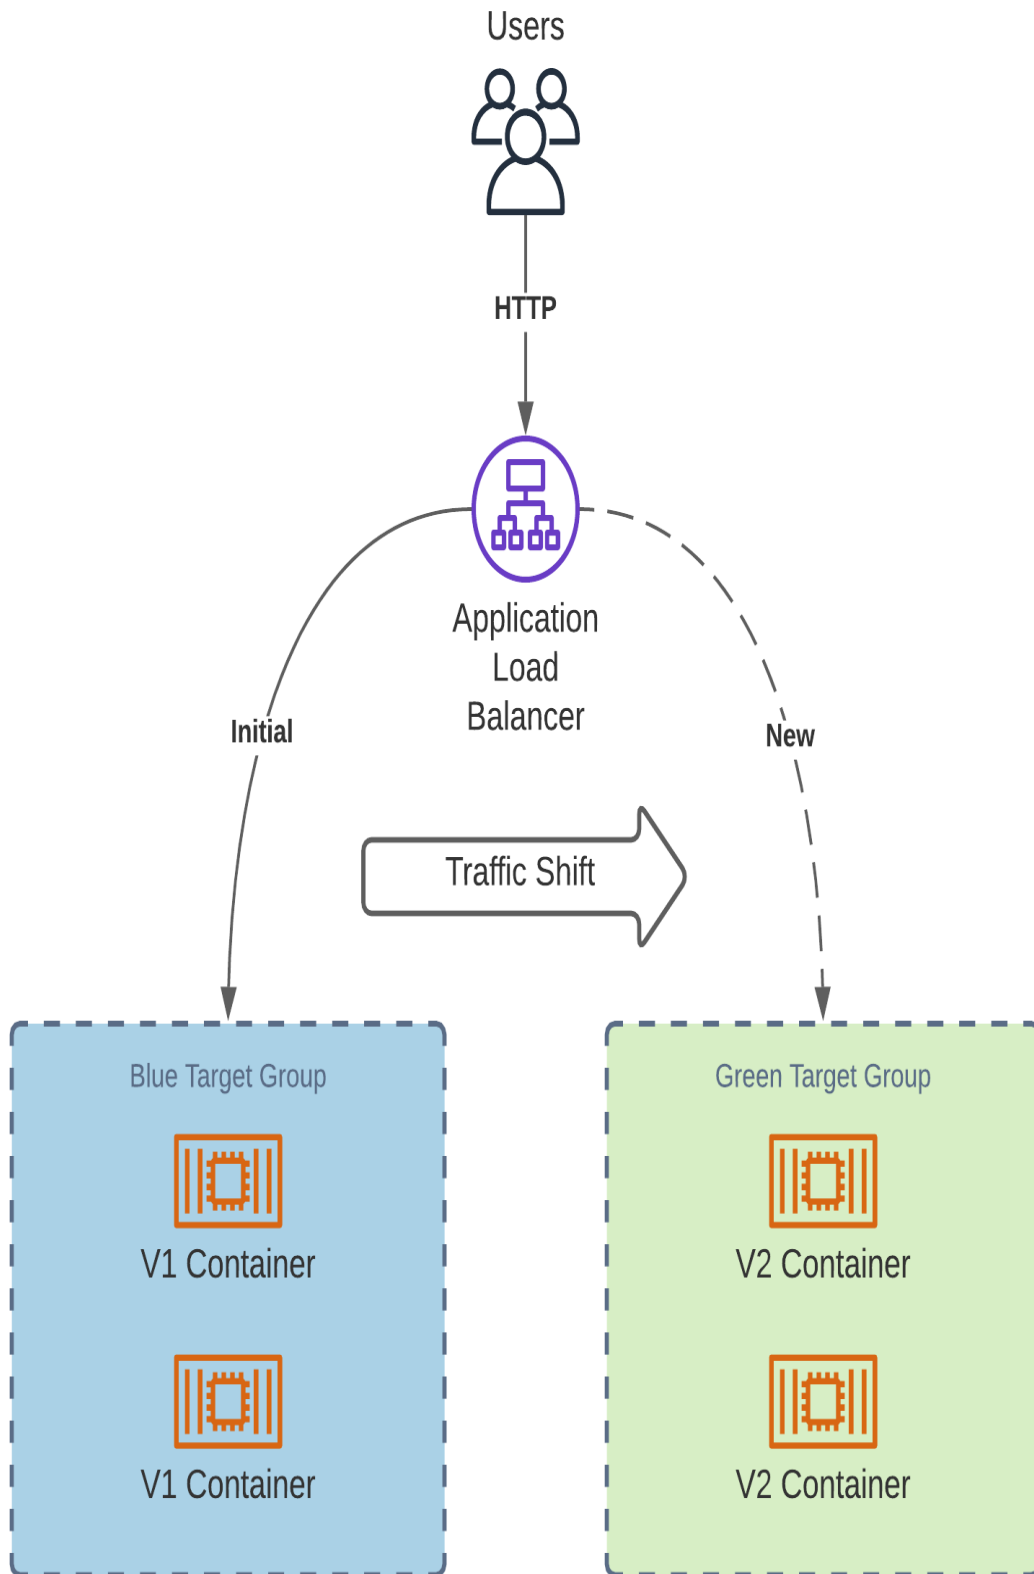 Users
HTTP
Application
Load
Balancer
Initial
New
Traffic Shift
Blue Target Group
Green Target Group
V1 Container
V2 Container
V1 Container
V2 Container